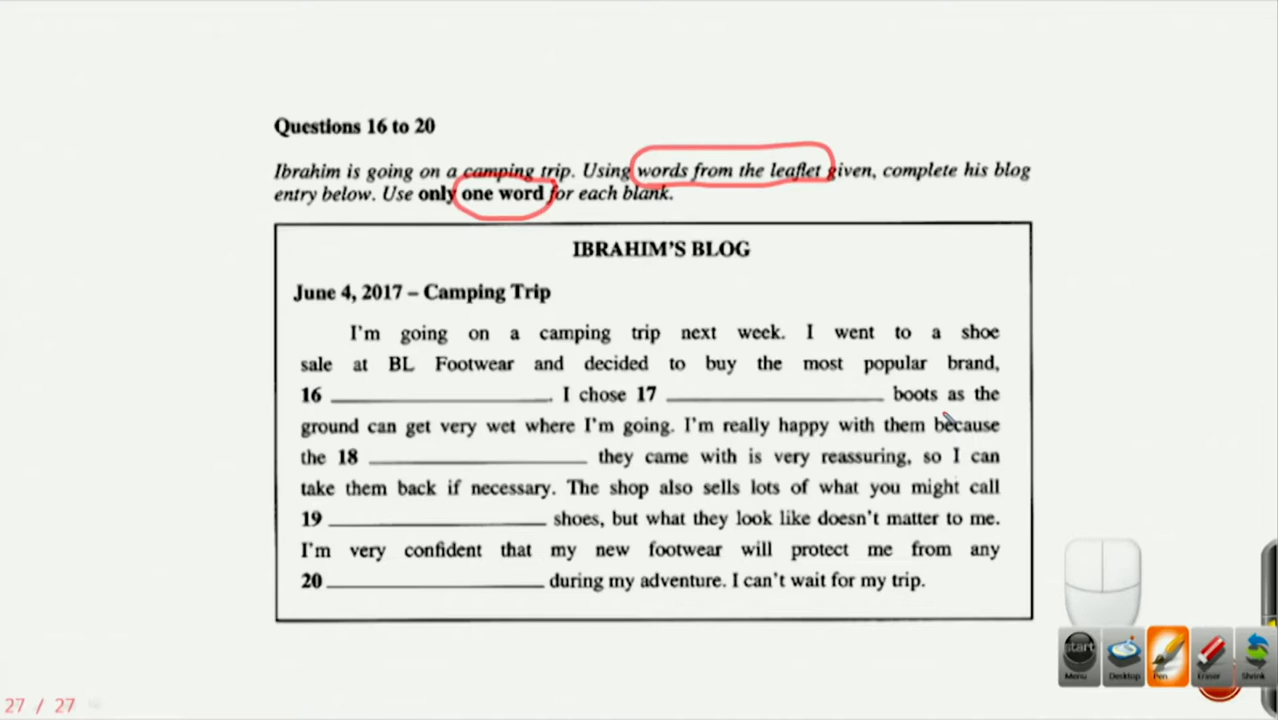 Questions 16 to 20
Ibrahim is going on a camping trip. Using words from the leaflet given, complete his blog
entry below. Use only one word for each blank.
IBRAHIM'S BLOG
June 4, 2017 – Camping Trip
I'm going on a camping trip next week. I went to a shoe
sale at BL Footwear and decided to buy the most popular brand,
16 ____________________. I chose 17 ____________________ boots as the
ground can get very wet where I'm going. I'm really happy with them because
the 18 ____________________ they came with is very reassuring, so I can
take them back if necessary. The shop also sells lots of what you might call
19 ____________________ shoes, but what they look like doesn't matter to me.
I'm very confident that my new footwear will protect me from any
20 ____________________ during my adventure. I can't wait for my trip.
start
Menu Desktop Pen Eraser Shrink
27 / 27